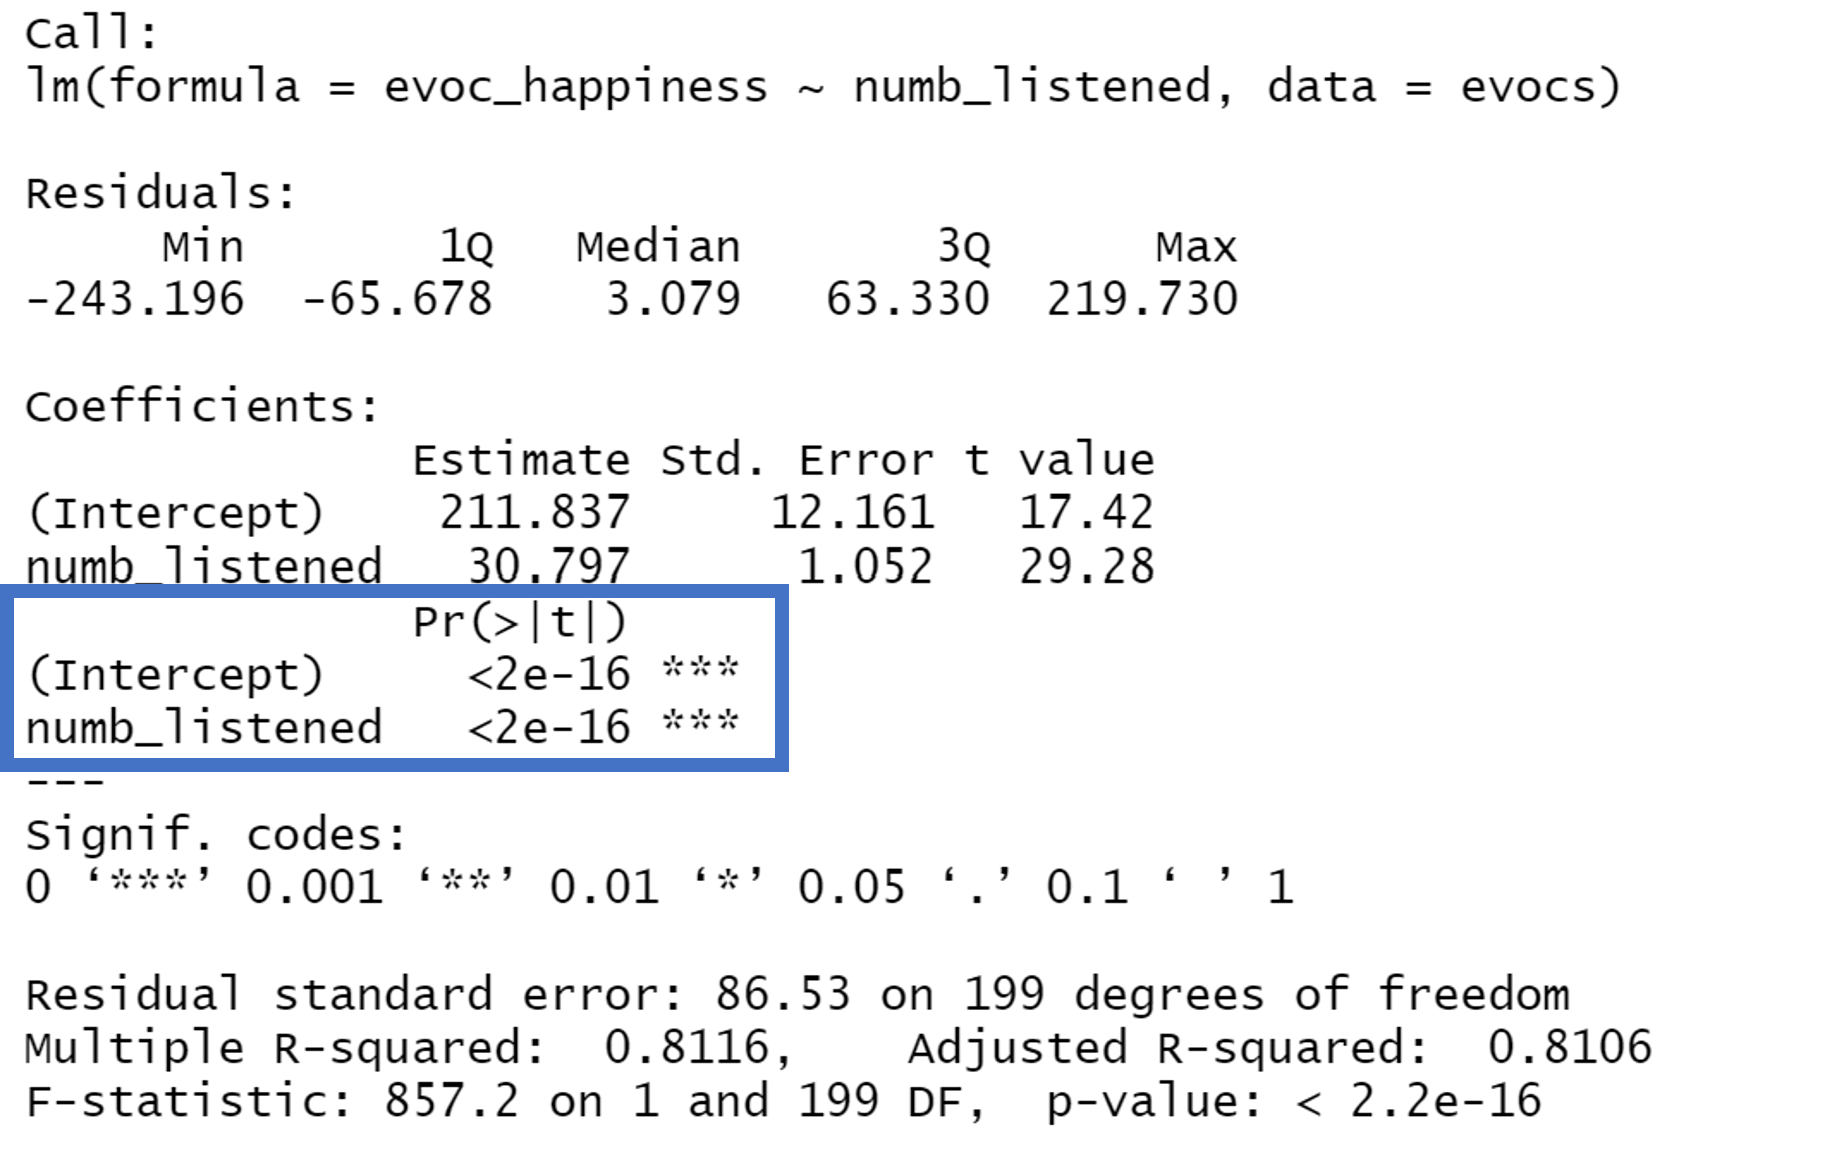 Call:
lm(formula = evoc_happiness ~ numb_listened, data = evocs)
Residuals:
Min 1Q Median 3Q Max
-243.196 -65.678 3.079 63.330 219.730
Coefficients:
Estimate Std. Error t value
(Intercept) 211.837 12.161 17.42
numb_listened 30.797 1.052 29.28
Pr(>|t|)
(Intercept) <2e-16 ***
numb_listened <2e-16 ***
---
Signif. codes:
0 ‘***’ 0.001 ‘**’ 0.01 ‘*’ 0.05 ‘.’ 0.1 ‘ ’ 1
Residual standard error: 86.53 on 199 degrees of freedom
Multiple R-squared: 0.8116, Adjusted R-squared: 0.8106
F-statistic: 857.2 on 1 and 199 DF, p-value: < 2.2e-16